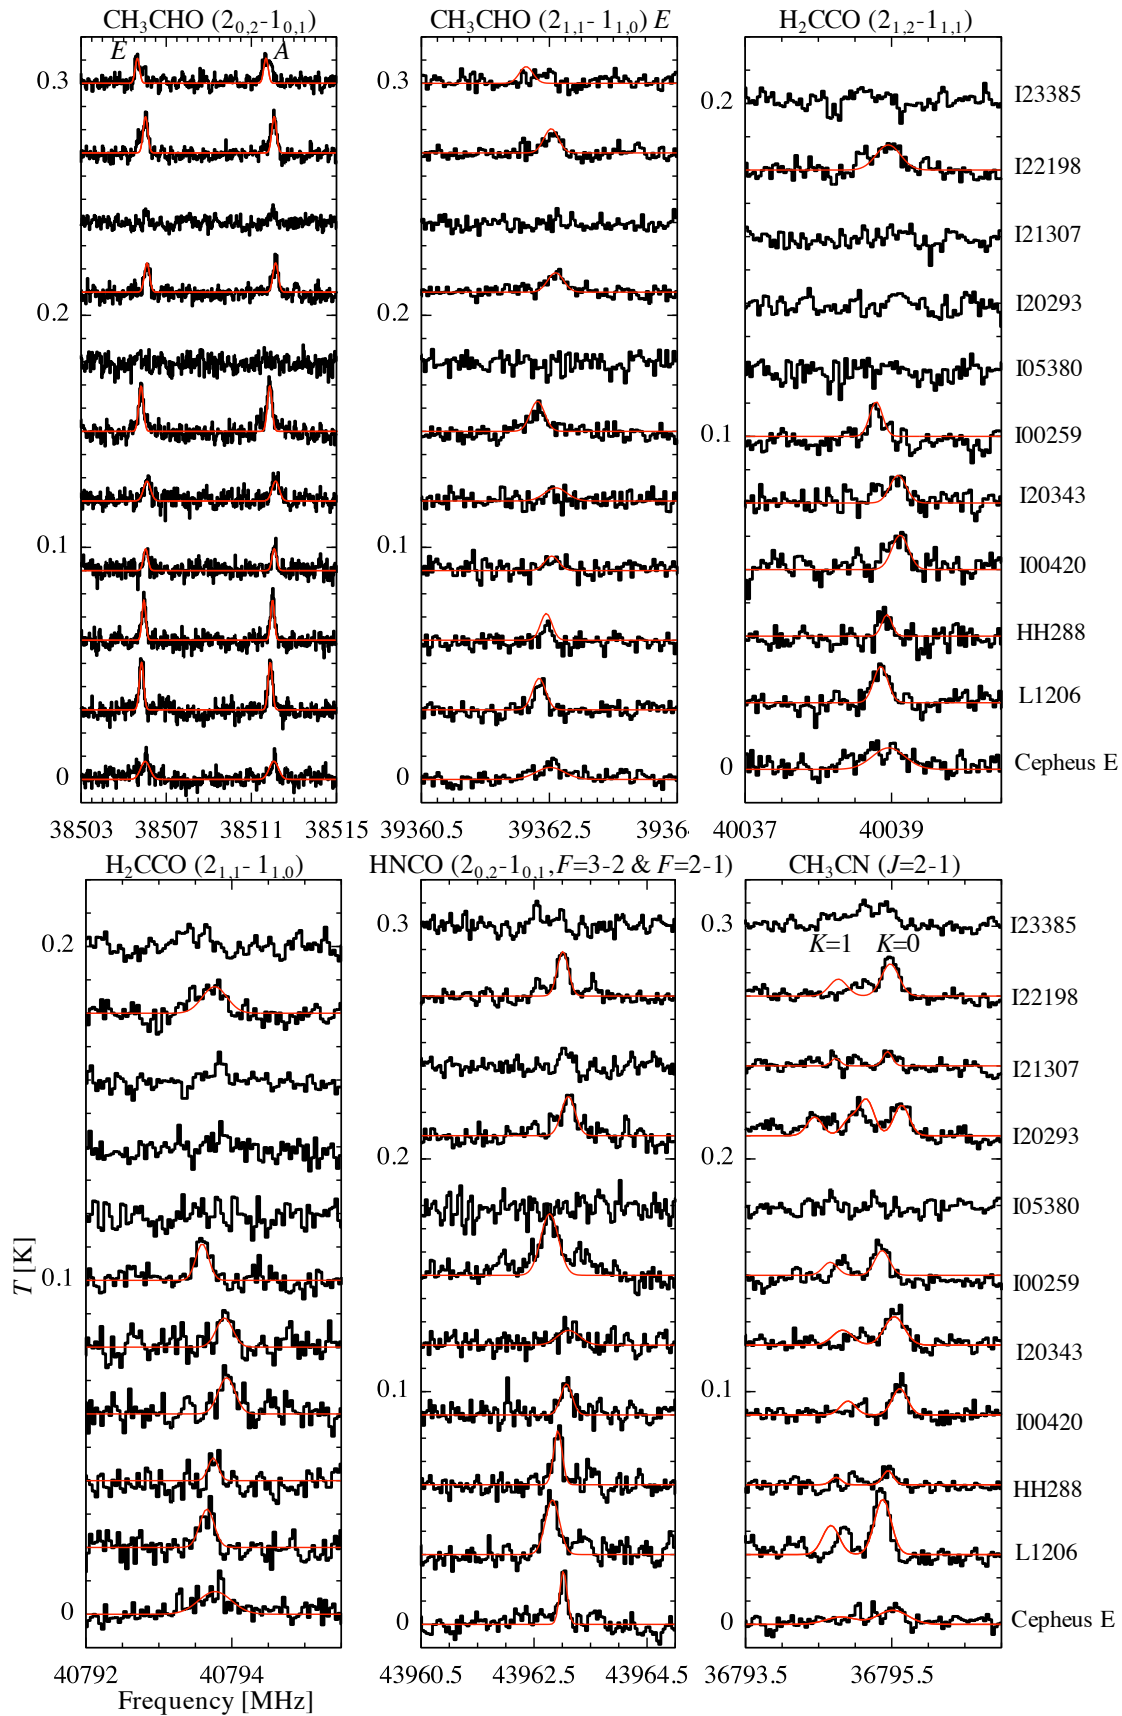 CH₃CHO (2₀,₂-1₀,₁)
CH₃CHO (2₁,₁- 1₁,₀) E
H₂CCO (2₁,₂-1₁,₁)
E
A
0.3
0.2
0.1
0
0.3
0.2
0.1
0
0.2
0.1
0
I23385
I22198
I21307
I20293
I05380
I00259
I20343
I00420
HH288
L1206
Cepheus E
38503
38507
38511
38515
39360.5
39362.5
3936
40037
40039
H₂CCO (2₁,₁- 1₁,₀)
HNCO (2₀,₂-1₀,₁, F=3-2 & F=2-1)
CH₃CN (J=2-1)
K=1
K=0
T [K]
0.2
0.1
0
0.3
0.2
0.1
0
0.3
0.2
0.1
0
I23385
I22198
I21307
I20293
I05380
I00259
I20343
I00420
HH288
L1206
Cepheus E
40792
40794
43960.5
43962.5
43964.5
36793.5
36795.5
Frequency [MHz]